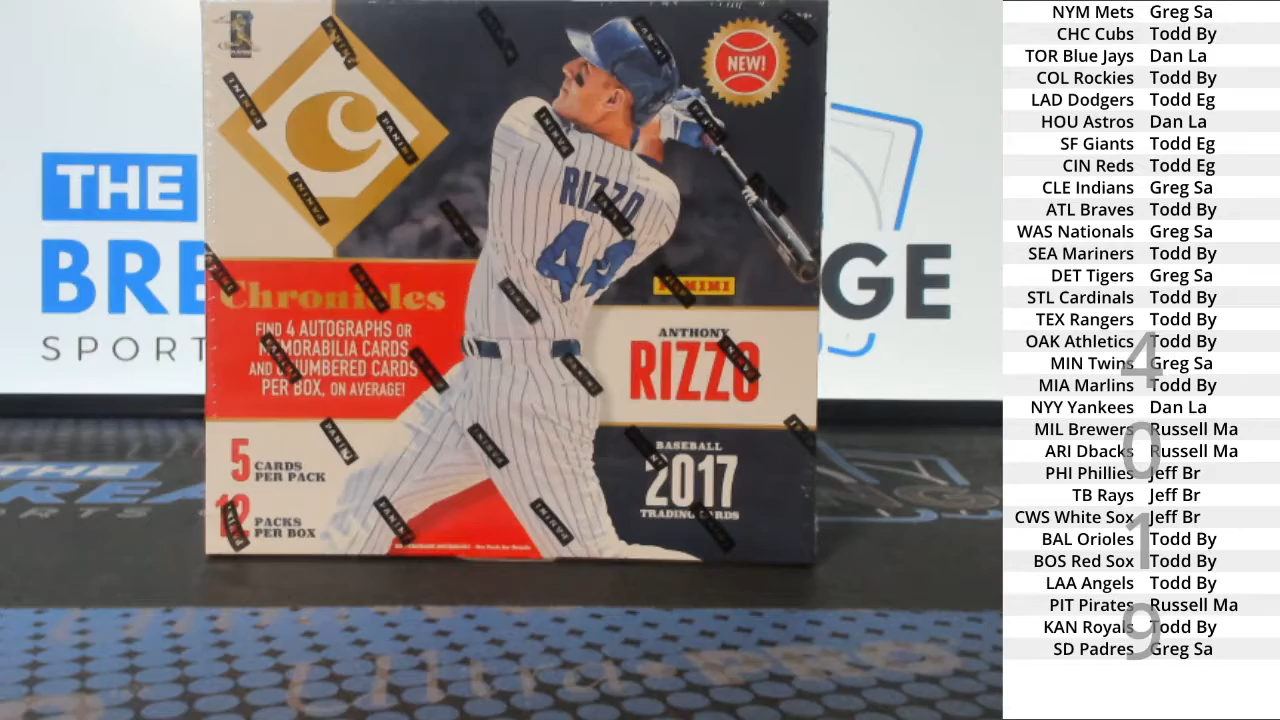 THE
BRE
GE
SPORT
NEW!
RIZZO
44
PANINI
Chronicles
FIND 4 AUTOGRAPHS OR
MEMORABILIA CARDS
AND 6 NUMBERED CARDS
PER BOX, ON AVERAGE!
ANTHONY
RIZZO
5 CARDS
PER PACK
12 PACKS
PER BOX
BASEBALL
2017
TRADING CARDS
THE
REA
NYM Mets Greg Sa
CHC Cubs Todd By
TOR Blue Jays Dan La
COL Rockies Todd By
LAD Dodgers Todd Eg
HOU Astros Dan La
SF Giants Todd Eg
CIN Reds Todd Eg
CLE Indians Greg Sa
ATL Braves Todd By
WAS Nationals Greg Sa
SEA Mariners Todd By
DET Tigers Greg Sa
STL Cardinals Todd By
TEX Rangers Todd By
OAK Athletics Todd By
MIN Twins Greg Sa
MIA Marlins Todd By
NYY Yankees Dan La
MIL Brewers Russell Ma
ARI Dbacks Russell Ma
PHI Phillies Jeff Br
TB Rays Jeff Br
CWS White Sox Jeff Br
BAL Orioles Todd By
BOS Red Sox Todd By
LAA Angels Todd By
PIT Pirates Russell Ma
KAN Royals Todd By
SD Padres Greg Sa
4
0
1
9